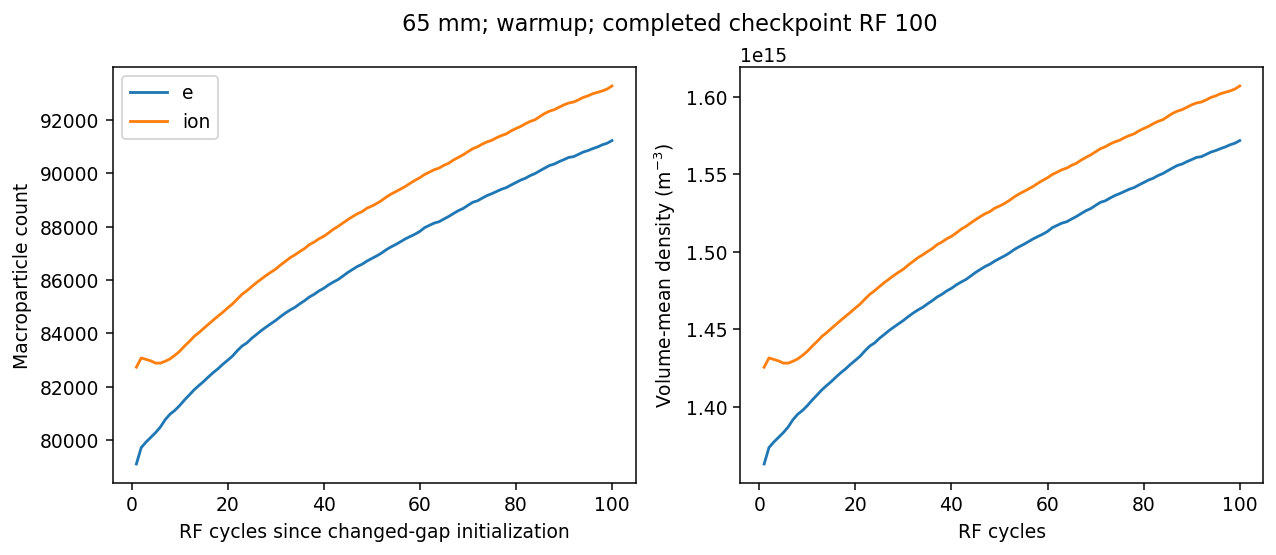 65 mm; warmup; completed checkpoint RF 100
e
ion
Macroparticle count
92000
90000
88000
86000
84000
82000
80000
0 20 40 60 80 100
RF cycles since changed-gap initialization
1e15
Volume-mean density (m⁻³)
1.60
1.55
1.50
1.45
1.40
0 20 40 60 80 100
RF cycles